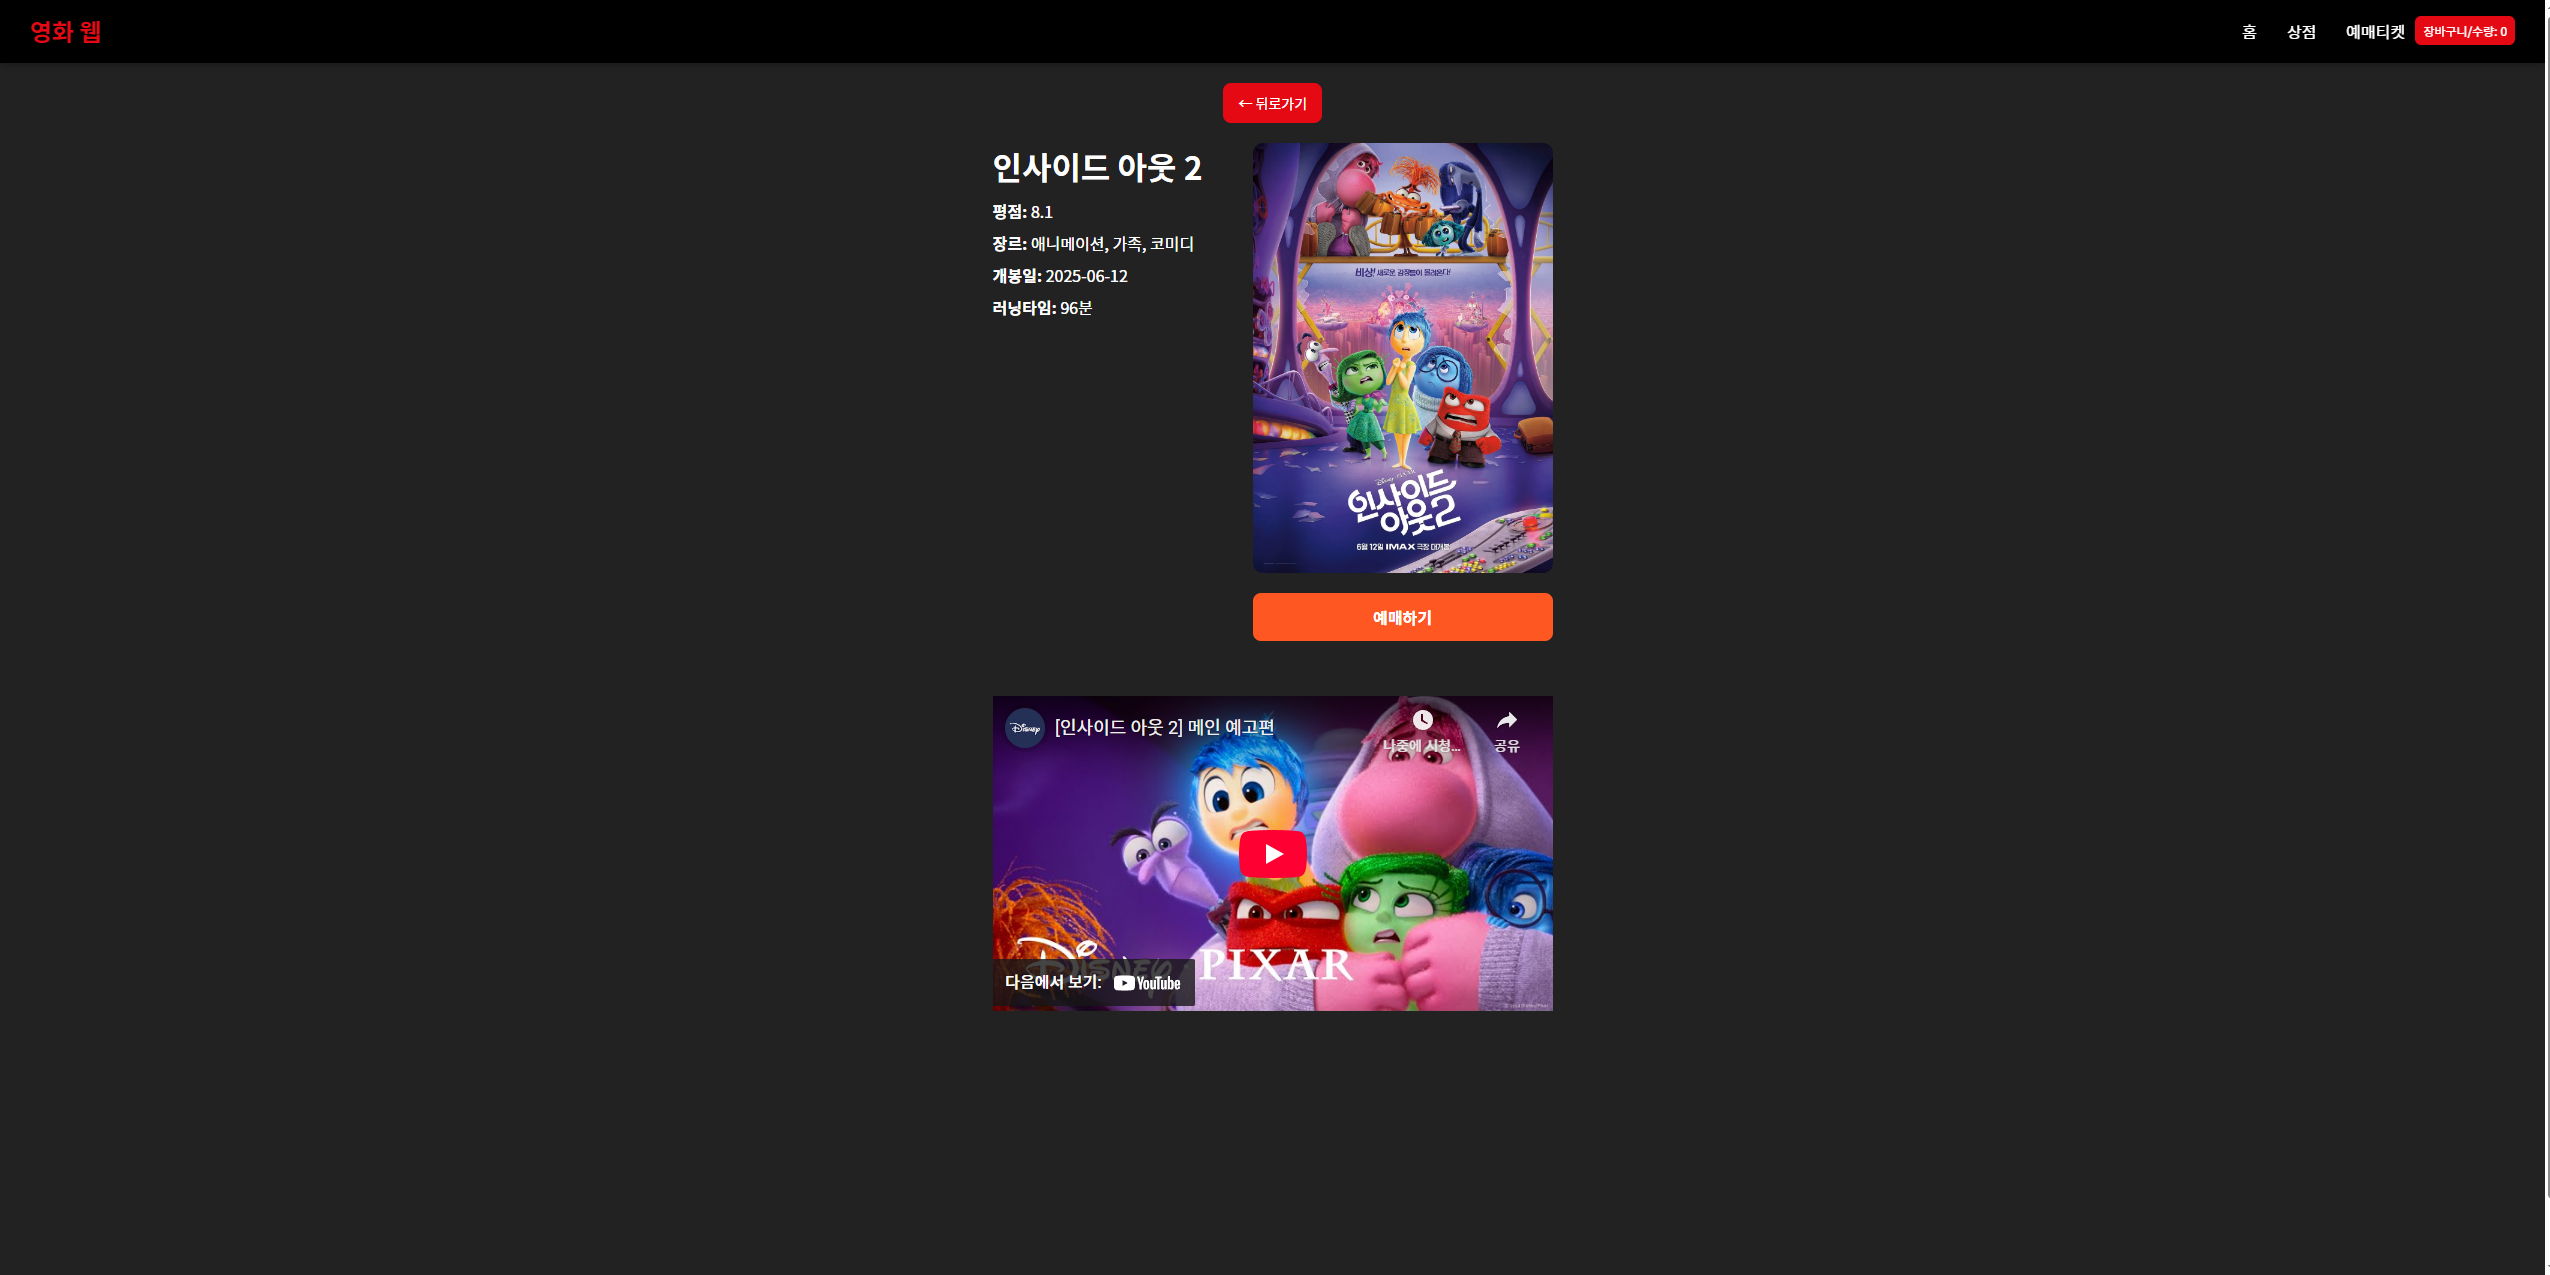 영화 웹
홈 상점 예매티켓 장바구니/수량: 0
← 뒤로가기
인사이드 아웃 2
평점: 8.1
장르: 애니메이션, 가족, 코미디
개봉일: 2025-06-12
러닝타임: 96분
비상! 새로운 감정들이 몰려온다!
Disney PIXAR
인사이드
아웃2
6월 12일 IMAX 극장 대개봉
예매하기
Disney
[인사이드 아웃 2] 메인 예고편
나중에 시청...
공유
Disney PIXAR
다음에서 보기: YouTube